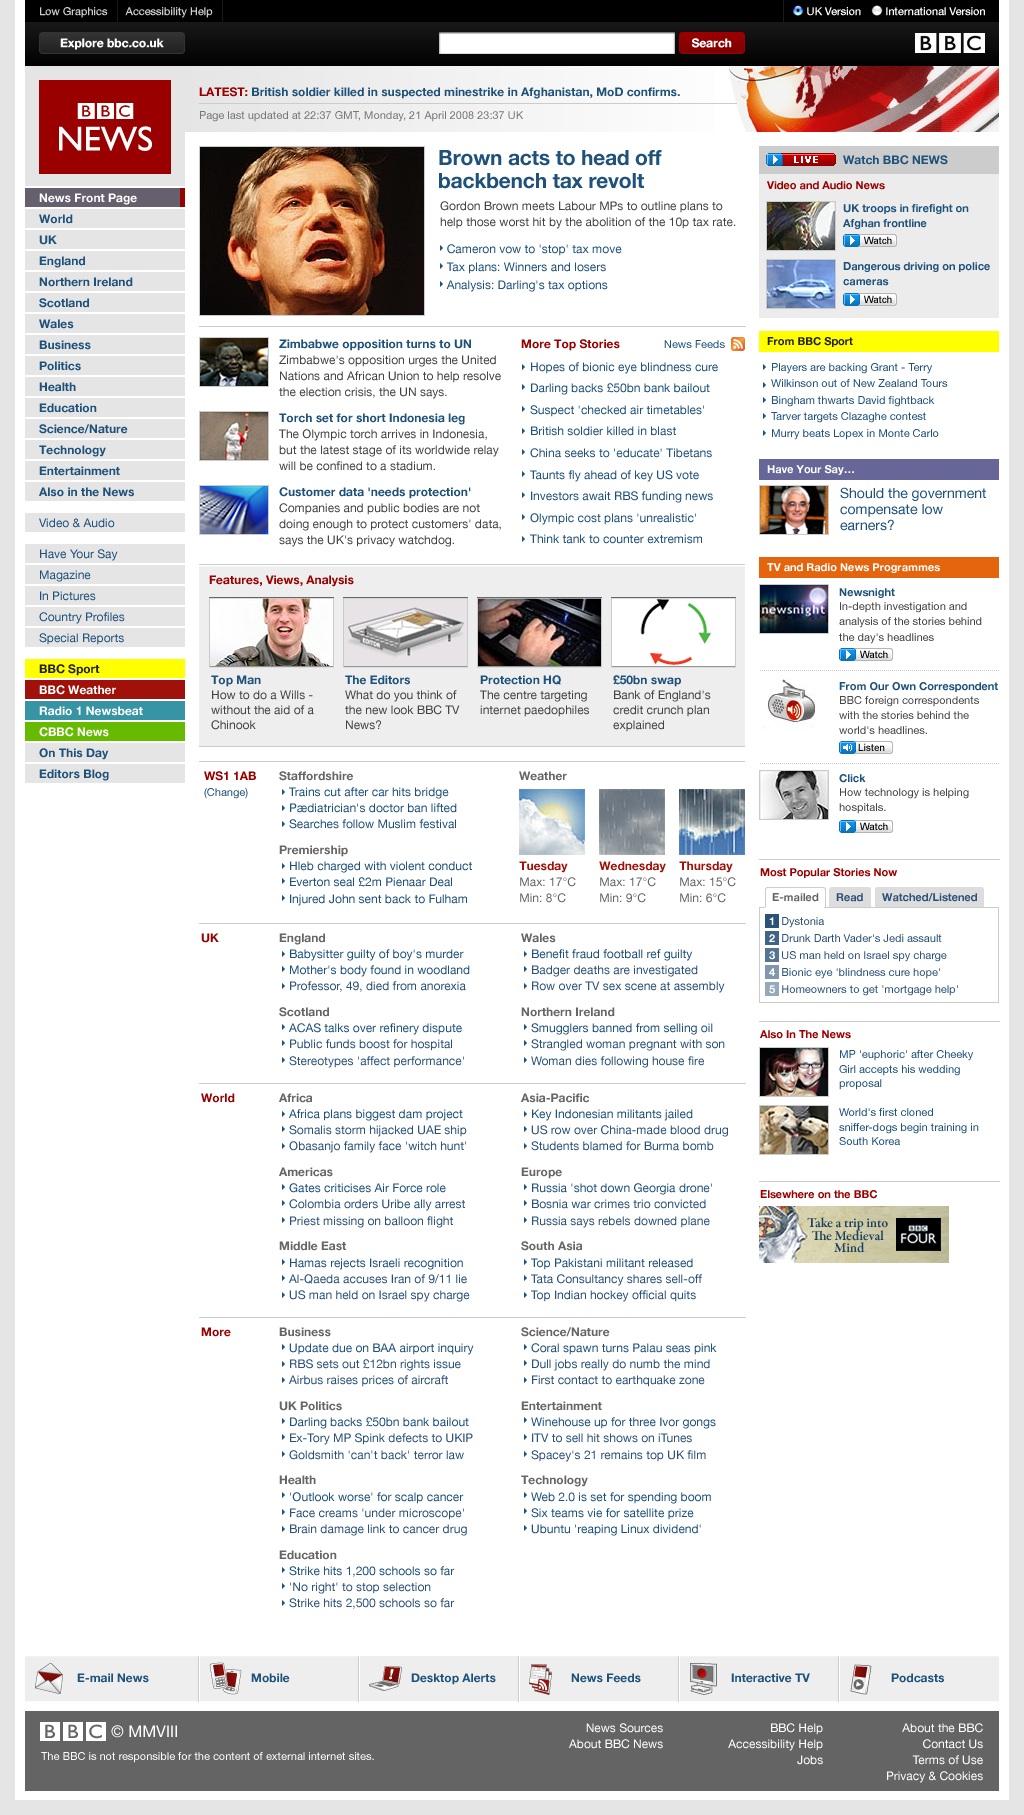 Low Graphics
Accessibility Help
UK Version
International Version
Explore bbc.co.uk
Search
BBC
BBC
NEWS
LATEST: British soldier killed in suspected minestrike in Afghanistan, MoD confirms.
Page last updated at 22:37 GMT, Monday, 21 April 2008 23:37 UK
News Front Page
World
UK
England
Northern Ireland
Scotland
Wales
Business
Politics
Health
Education
Science/Nature
Technology
Entertainment
Also in the News
Video & Audio
Have Your Say
Magazine
In Pictures
Country Profiles
Special Reports
BBC Sport
BBC Weather
Radio 1 Newsbeat
CBBC News
On This Day
Editors Blog
Brown acts to head off
backbench tax revolt
Gordon Brown meets Labour MPs to outline plans to
help those worst hit by the abolition of the 10p tax rate.
Cameron vow to 'stop' tax move
Tax plans: Winners and losers
Analysis: Darling's tax options
Zimbabwe opposition turns to UN
Zimbabwe's opposition urges the United
Nations and African Union to help resolve
the election crisis, the UN says.
Torch set for short Indonesia leg
The Olympic torch arrives in Indonesia,
but the latest stage of its worldwide relay
will be confined to a stadium.
Customer data 'needs protection'
Companies and public bodies are not
doing enough to protect customers' data,
says the UK's privacy watchdog.
More Top Stories
News Feeds
Hopes of bionic eye blindness cure
Darling backs £50bn bank bailout
Suspect 'checked air timetables'
British soldier killed in blast
China seeks to 'educate' Tibetans
Taunts fly ahead of key US vote
Investors await RBS funding news
Olympic cost plans 'unrealistic'
Think tank to counter extremism
Features, Views, Analysis
EDITOR
Top Man
How to do a Wills -
without the aid of a
Chinook
The Editors
What do you think of
the new look BBC TV
News?
Protection HQ
The centre targeting
internet paedophiles
£50bn swap
Bank of England's
credit crunch plan
explained
WS1 1AB
(Change)
Staffordshire
Trains cut after car hits bridge
Pædiatrician's doctor ban lifted
Searches follow Muslim festival
Premiership
Hleb charged with violent conduct
Everton seal £2m Pienaar Deal
Injured John sent back to Fulham
Weather
Tuesday
Max: 17°C
Min: 8°C
Wednesday
Max: 17°C
Min: 9°C
Thursday
Max: 15°C
Min: 6°C
UK
England
Babysitter guilty of boy's murder
Mother's body found in woodland
Professor, 49, died from anorexia
Scotland
ACAS talks over refinery dispute
Public funds boost for hospital
Stereotypes 'affect performance'
Wales
Benefit fraud football ref guilty
Badger deaths are investigated
Row over TV sex scene at assembly
Northern Ireland
Smugglers banned from selling oil
Strangled woman pregnant with son
Woman dies following house fire
World
Africa
Africa plans biggest dam project
Somalis storm hijacked UAE ship
Obasanjo family face 'witch hunt'
Americas
Gates criticises Air Force role
Colombia orders Uribe ally arrest
Priest missing on balloon flight
Middle East
Hamas rejects Israeli recognition
Al-Qaeda accuses Iran of 9/11 lie
US man held on Israel spy charge
Asia-Pacific
Key Indonesian militants jailed
US row over China-made blood drug
Students blamed for Burma bomb
Europe
Russia 'shot down Georgia drone'
Bosnia war crimes trio convicted
Russia says rebels downed plane
South Asia
Top Pakistani militant released
Tata Consultancy shares sell-off
Top Indian hockey official quits
More
Business
Update due on BAA airport inquiry
RBS sets out £12bn rights issue
Airbus raises prices of aircraft
UK Politics
Darling backs £50bn bank bailout
Ex-Tory MP Spink defects to UKIP
Goldsmith 'can't back' terror law
Health
'Outlook worse' for scalp cancer
Face creams 'under microscope'
Brain damage link to cancer drug
Education
Strike hits 1,200 schools so far
'No right' to stop selection
Strike hits 2,500 schools so far
Science/Nature
Coral spawn turns Palau seas pink
Dull jobs really do numb the mind
First contact to earthquake zone
Entertainment
Winehouse up for three Ivor gongs
ITV to sell hit shows on iTunes
Spacey's 21 remains top UK film
Technology
Web 2.0 is set for spending boom
Six teams vie for satellite prize
Ubuntu 'reaping Linux dividend'
LIVE Watch BBC NEWS
Video and Audio News
UK troops in firefight on
Afghan frontline
Watch
Dangerous driving on police
cameras
Watch
From BBC Sport
Players are backing Grant - Terry
Wilkinson out of New Zealand Tours
Bingham thwarts David fightback
Tarver targets Clazaghe contest
Murry beats Lopex in Monte Carlo
Have Your Say...
Should the government
compensate low
earners?
TV and Radio News Programmes
newsnight
Newsnight
In-depth investigation and
analysis of the stories behind
the day's headlines
Watch
From Our Own Correspondent
BBC foreign correspondents
with the stories behind the
world's headlines.
Listen
Click
How technology is helping
hospitals.
Watch
Most Popular Stories Now
E-mailed
Read
Watched/Listened
1 Dystonia
2 Drunk Darth Vader's Jedi assault
3 US man held on Israel spy charge
4 Bionic eye 'blindness cure hope'
5 Homeowners to get 'mortgage help'
Also In The News
MP 'euphoric' after Cheeky
Girl accepts his wedding
proposal
World's first cloned
sniffer-dogs begin training in
South Korea
Elsewhere on the BBC
Take a trip into
The Medieval
Mind
BBC
FOUR
E-mail News
Mobile
Desktop Alerts
News Feeds
Interactive TV
Podcasts
BBC © MMVIII
The BBC is not responsible for the content of external internet sites.
News Sources
About BBC News
BBC Help
Accessibility Help
Jobs
About the BBC
Contact Us
Terms of Use
Privacy & Cookies